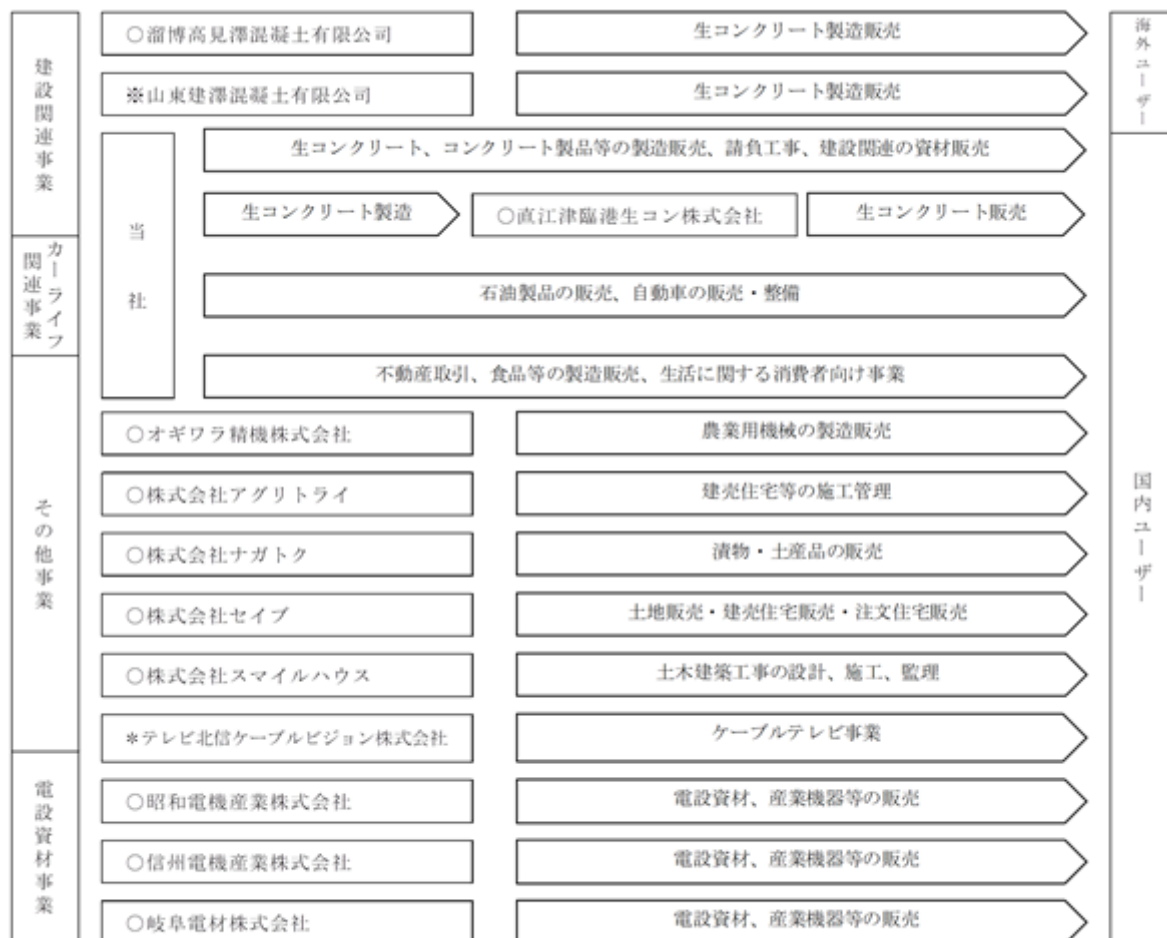 建設関連事業
○溜博高見澤混凝土有限公司
生コンクリート製造販売
海外ユーザー
※山東建澤混凝土有限公司
生コンクリート製造販売
当社
生コンクリート、コンクリート製品等の製造販売、請負工事、建設関連の資材販売
生コンクリート製造
○直江津臨港生コン株式会社
生コンクリート販売
カーライフ
関連事業
石油製品の販売、自動車の販売・整備
不動産取引、食品等の製造販売、生活に関する消費者向け事業
その他事業
○オギワラ精機株式会社
農業用機械の製造販売
国内ユーザー
○株式会社アグリトライ
建売住宅等の施工管理
○株式会社ナガトク
漬物・土産品の販売
○株式会社セイブ
土地販売・建売住宅販売・注文住宅販売
○株式会社スマイルハウス
土木建築工事の設計、施工、監理
*テレビ北信ケーブルビジョン株式会社
ケーブルテレビ事業
電設資材事業
○昭和電機産業株式会社
電設資材、産業機器等の販売
○信州電機産業株式会社
電設資材、産業機器等の販売
○岐阜電材株式会社
電設資材、産業機器等の販売